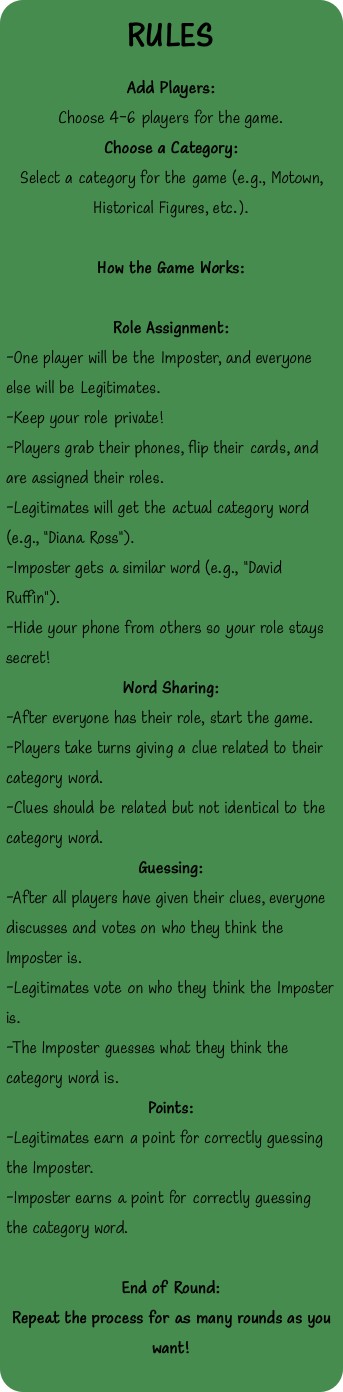 RULES
Add Players:
Choose 4-6 players for the game.
Choose a Category:
Select a category for the game (e.g., Motown,
Historical Figures, etc.).
How the Game Works:
Role Assignment:
-One player will be the Imposter, and everyone
else will be Legitimates.
-Keep your role private!
-Players grab their phones, flip their cards, and
are assigned their roles.
-Legitimates will get the actual category word
(e.g., "Diana Ross").
-Imposter gets a similar word (e.g., "David
Ruffin").
-Hide your phone from others so your role stays
secret!
Word Sharing:
-After everyone has their role, start the game.
-Players take turns giving a clue related to their
category word.
-Clues should be related but not identical to the
category word.
Guessing:
-After all players have given their clues, everyone
discusses and votes on who they think the
Imposter is.
-Legitimates vote on who they think the Imposter
is.
-The Imposter guesses what they think the
category word is.
Points:
-Legitimates earn a point for correctly guessing
the Imposter.
-Imposter earns a point for correctly guessing
the category word.
End of Round:
Repeat the process for as many rounds as you
want!